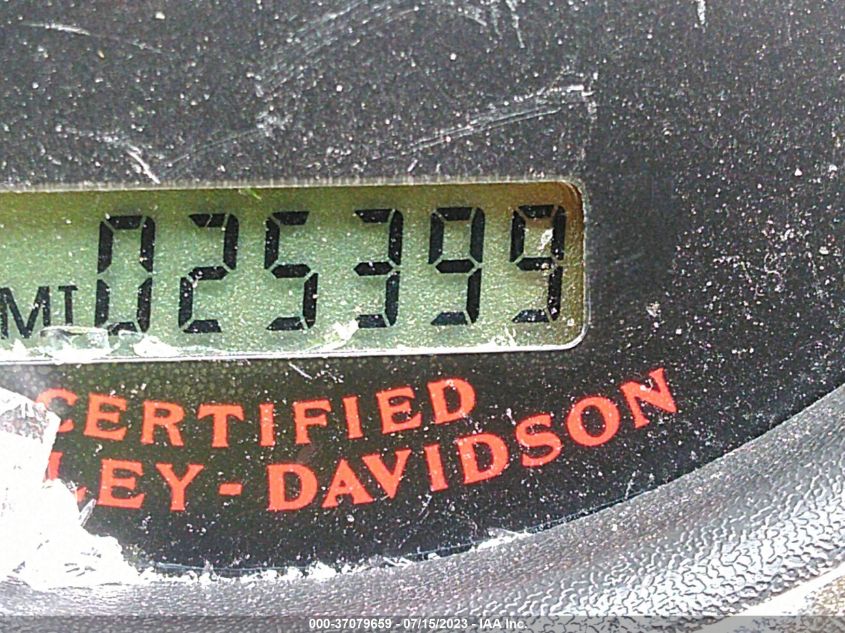 MI 025399
CERTIFIED
LEY-DAVIDSON
000-37079659 - 07/15/2023 - IAA Inc.